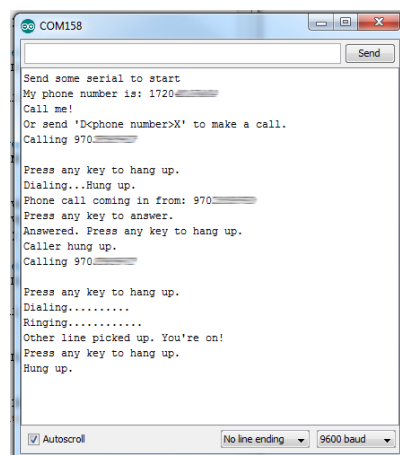 COM158
Send
Send some serial to start
My phone number is: 1720
Call me!
Or send 'D<phone number>X' to make a call.
Calling 970
Press any key to hang up.
Dialing...Hung up.
Phone call coming in from: 970
Press any key to answer.
Answered. Press any key to hang up.
Caller hung up.
Calling 970
Press any key to hang up.
Dialing..........
Ringing............
Other line picked up. You're on!
Press any key to hang up.
Hung up.
Autoscroll No line ending 9600 baud